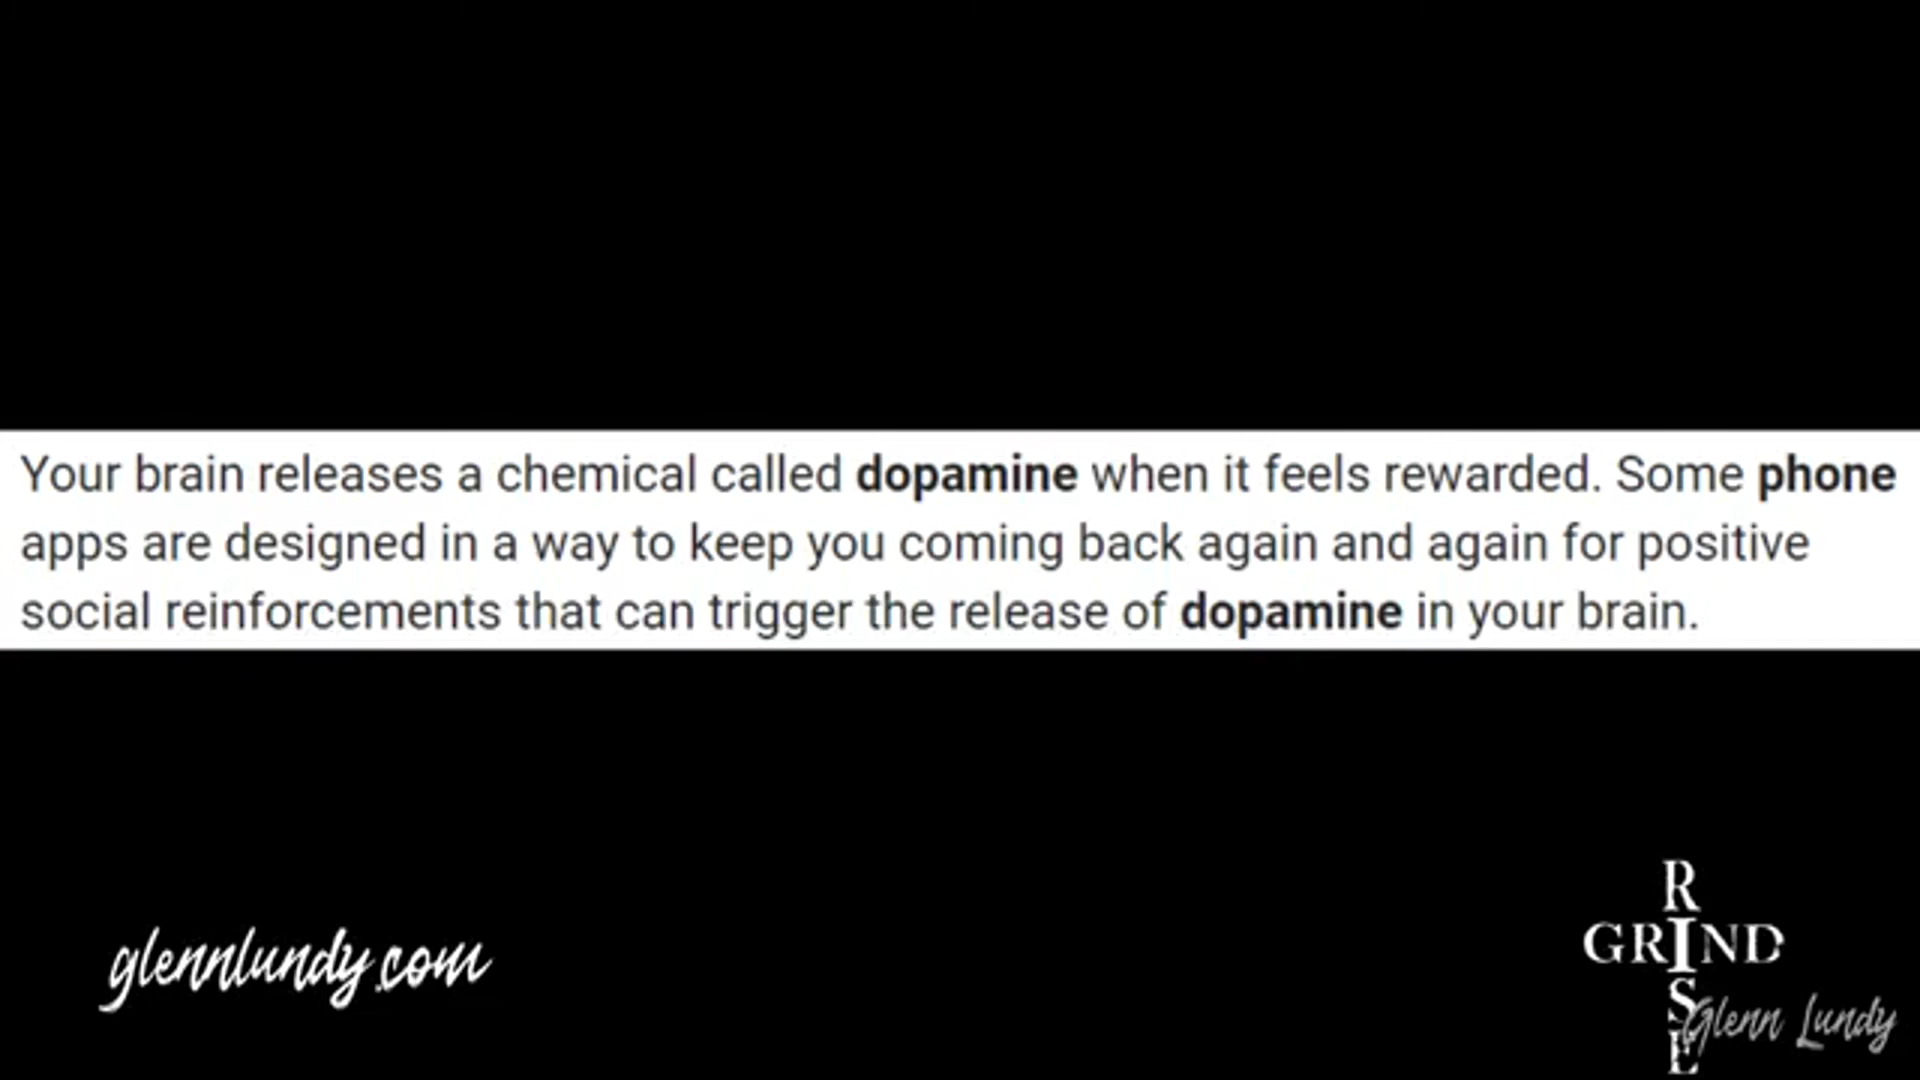 Your brain releases a chemical called dopamine when it feels rewarded. Some phone
apps are designed in a way to keep you coming back again and again for positive
social reinforcements that can trigger the release of dopamine in your brain.
glennlundy.com
RISE
GRIND
Glenn Lundy